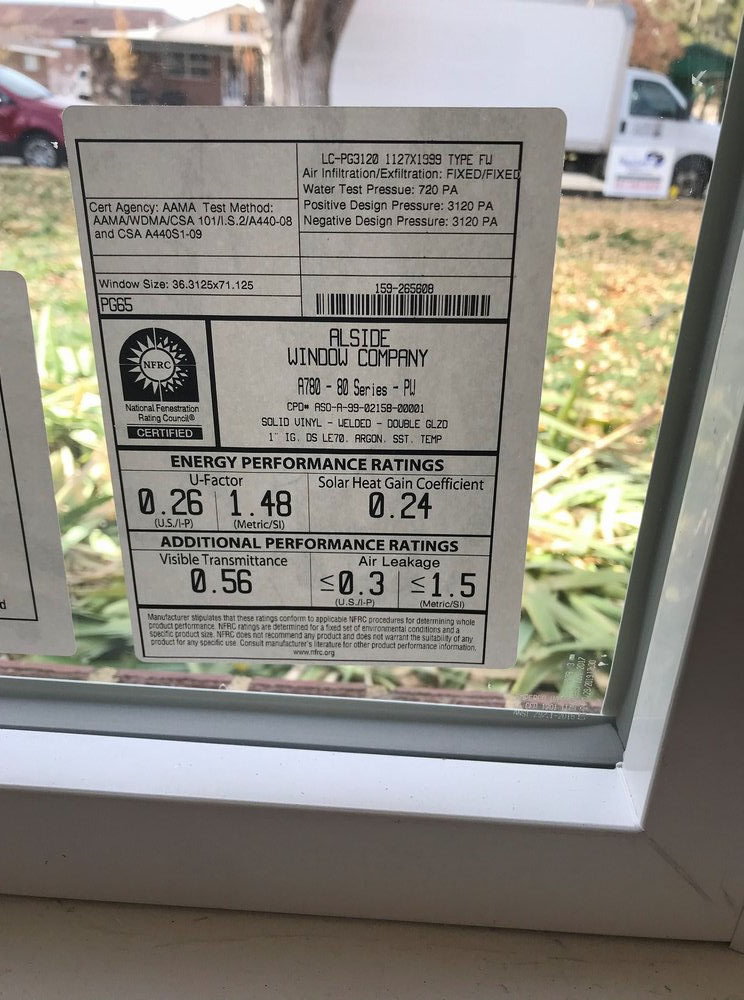 LC-PG3120 1127X1999 TYPE FW
Air Infiltration/Exfiltration: FIXED/FIXED
Water Test Pressue: 720 PA
Positive Design Pressure: 3120 PA
Negative Design Pressure: 3120 PA
Cert Agency: AAMA Test Method:
AAMA/WDMA/CSA 101/I.S.2/A440-08
and CSA A440S1-09
Window Size: 36.3125x71.125
PG65
159-265608
NFRC
National Fenestration
Rating Council®
CERTIFIED
ALSIDE
WINDOW COMPANY
A780 - 80 Series - PW
CPD# ASO-A-99-02158-00001
SOLID VINYL - WELDED - DOUBLE GLZD
1" IG. DS LE70. ARGON. SST. TEMP
ENERGY PERFORMANCE RATINGS
U-Factor
0.26 1.48
(U.S./I-P) (Metric/SI)
Solar Heat Gain Coefficient
0.24
ADDITIONAL PERFORMANCE RATINGS
Visible Transmittance
0.56
Air Leakage
≤0.3 ≤1.5
(U.S./I-P) (Metric/SI)
Manufacturer stipulates that these ratings conform to applicable NFRC procedures for determining whole
product performance. NFRC ratings are determined for a fixed set of environmental conditions and a
specific product size. NFRC does not recommend any product and does not warrant the suitability of any
product for any specific use. Consult manufacturer's literature for other product performance information.
www.nfrc.org
d